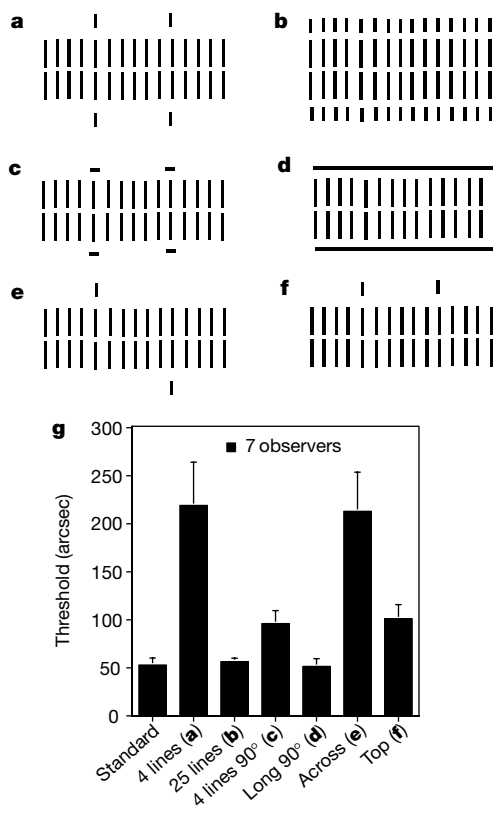 a
b
c
d
e
f
g
7 observers
Threshold (arcsec)
300
250
200
150
100
50
0
Standard
4 lines (a)
25 lines (b)
4 lines 90° (c)
Long 90° (d)
Across (e)
Top (f)